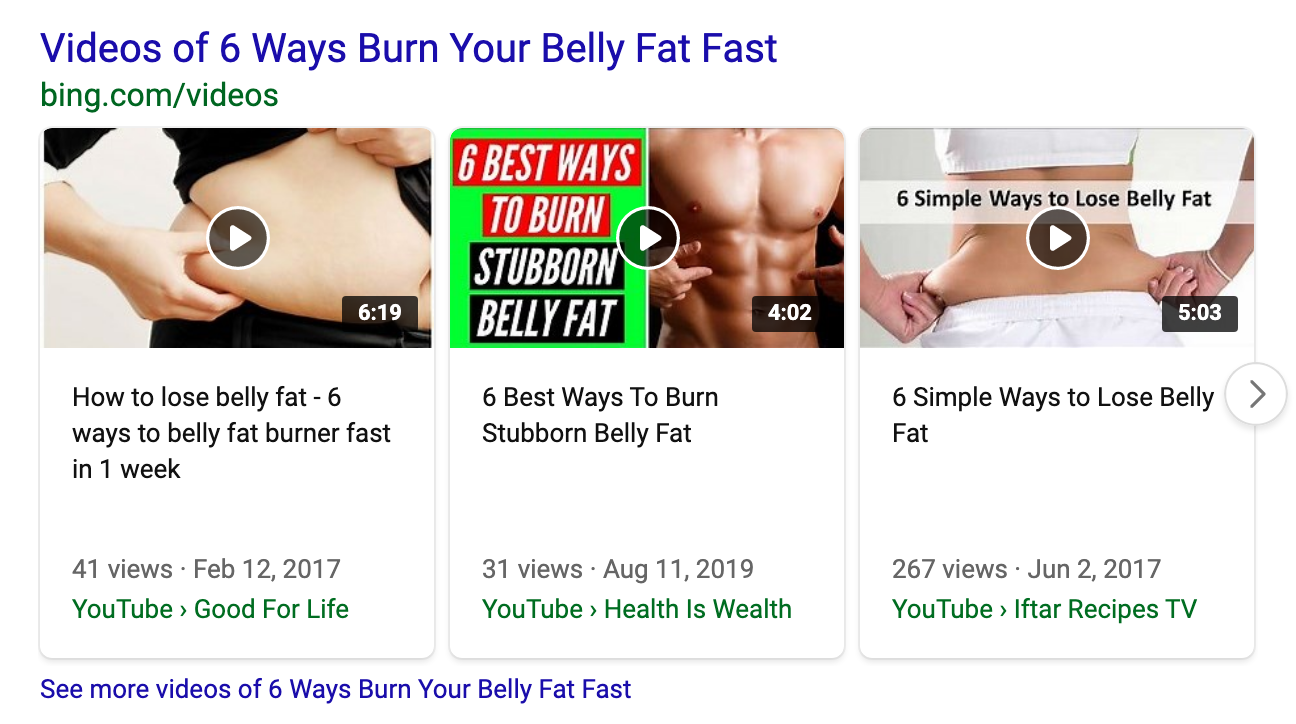 Videos of 6 Ways Burn Your Belly Fat Fast
bing.com/videos
6:19
How to lose belly fat - 6
ways to belly fat burner fast
in 1 week
41 views · Feb 12, 2017
YouTube › Good For Life
6 BEST WAYS
TO BURN
STUBBORN
BELLY FAT
4:02
6 Best Ways To Burn
Stubborn Belly Fat
31 views · Aug 11, 2019
YouTube › Health Is Wealth
6 Simple Ways to Lose Belly Fat
5:03
6 Simple Ways to Lose Belly
Fat
267 views · Jun 2, 2017
YouTube › Iftar Recipes TV
See more videos of 6 Ways Burn Your Belly Fat Fast